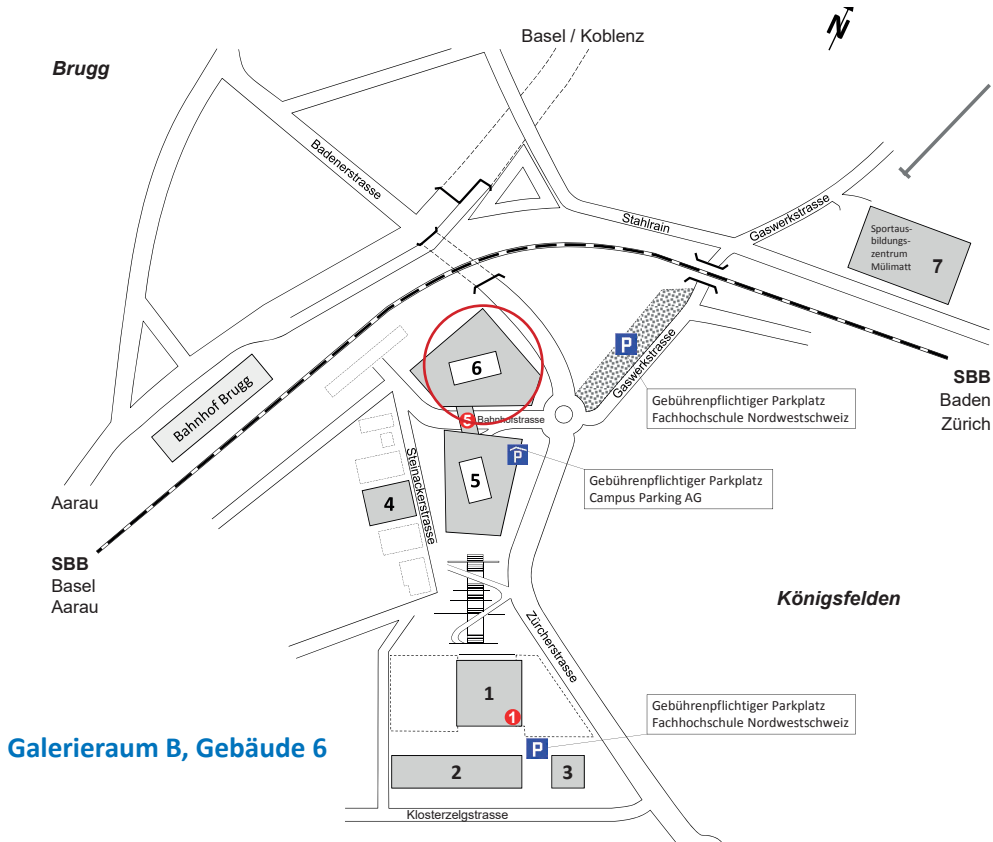 Basel / Koblenz
N
Brugg
Badenerstrasse
Stahlrain
Gaswerkstrasse
Sportaus-
bildungs-
zentrum
Mülimatt
7
6
P
Gaswerkstrasse
SBB
Baden
Zürich
Gebührenpflichtiger Parkplatz
Fachhochschule Nordwestschweiz
Bahnhof Brugg
S
Bahnhofstrasse
P
5
Gebührenpflichtiger Parkplatz
Campus Parking AG
Steinackerstrasse
4
Aarau
SBB
Basel
Aarau
Königsfelden
Zürcherstrasse
1
1
Gebührenpflichtiger Parkplatz
Fachhochschule Nordwestschweiz
P
Galerieraum B, Gebäude 6
2
3
Klosterzelgstrasse